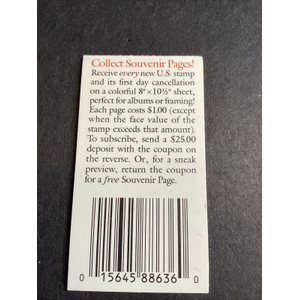 Collect Souvenir Pages!
Receive every new U.S. stamp
and its first day cancellation
on a colorful 8" × 10½" sheet,
perfect for albums or framing!
Each page costs $1.00 (except
when the face value of the
stamp exceeds that amount).
To subscribe, send a $25.00
deposit with the coupon on
the reverse. Or, for a sneak
preview, return the coupon
for a free Souvenir Page.
0 15645 88636 0